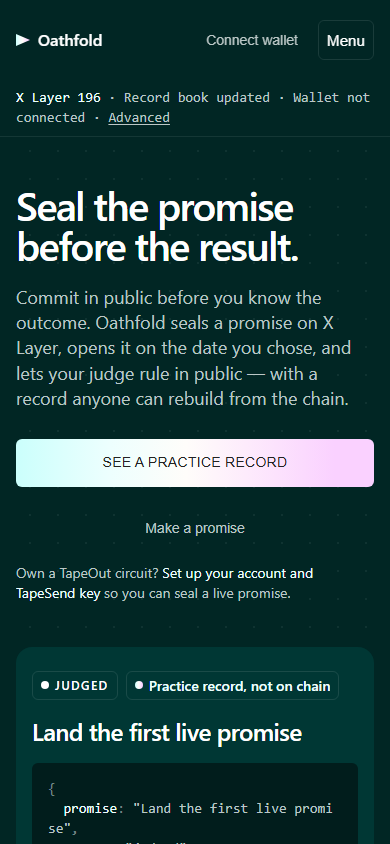 Oathfold
Connect wallet
Menu
X Layer 196 · Record book updated · Wallet not
connected · Advanced
Seal the promise
before the result.
Commit in public before you know the
outcome. Oathfold seals a promise on X
Layer, opens it on the date you chose, and
lets your judge rule in public — with a
record anyone can rebuild from the chain.
SEE A PRACTICE RECORD
Make a promise
Own a TapeOut circuit? Set up your account and
TapeSend key so you can seal a live promise.
JUDGED
Practice record, not on chain
Land the first live promise
{
promise: "Land the first live promi
se",